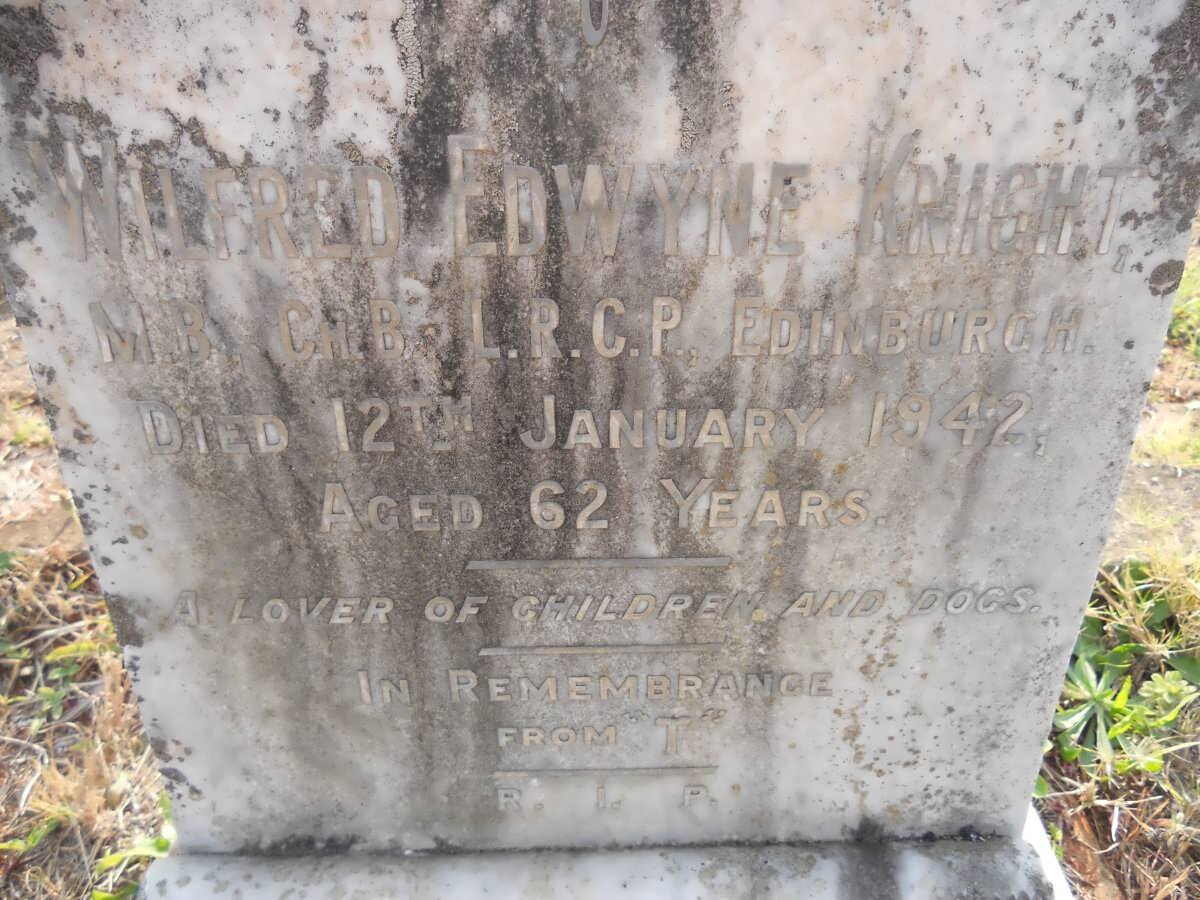 WILFRED EDWYNE KNIGHT,
M.B., CH.B., L.R.C.P., EDINBURGH.
DIED 12TH JANUARY 1942,
AGED 62 YEARS.
A LOVER OF CHILDREN AND DOGS.
IN REMEMBRANCE
FROM "T"
R. I. P.